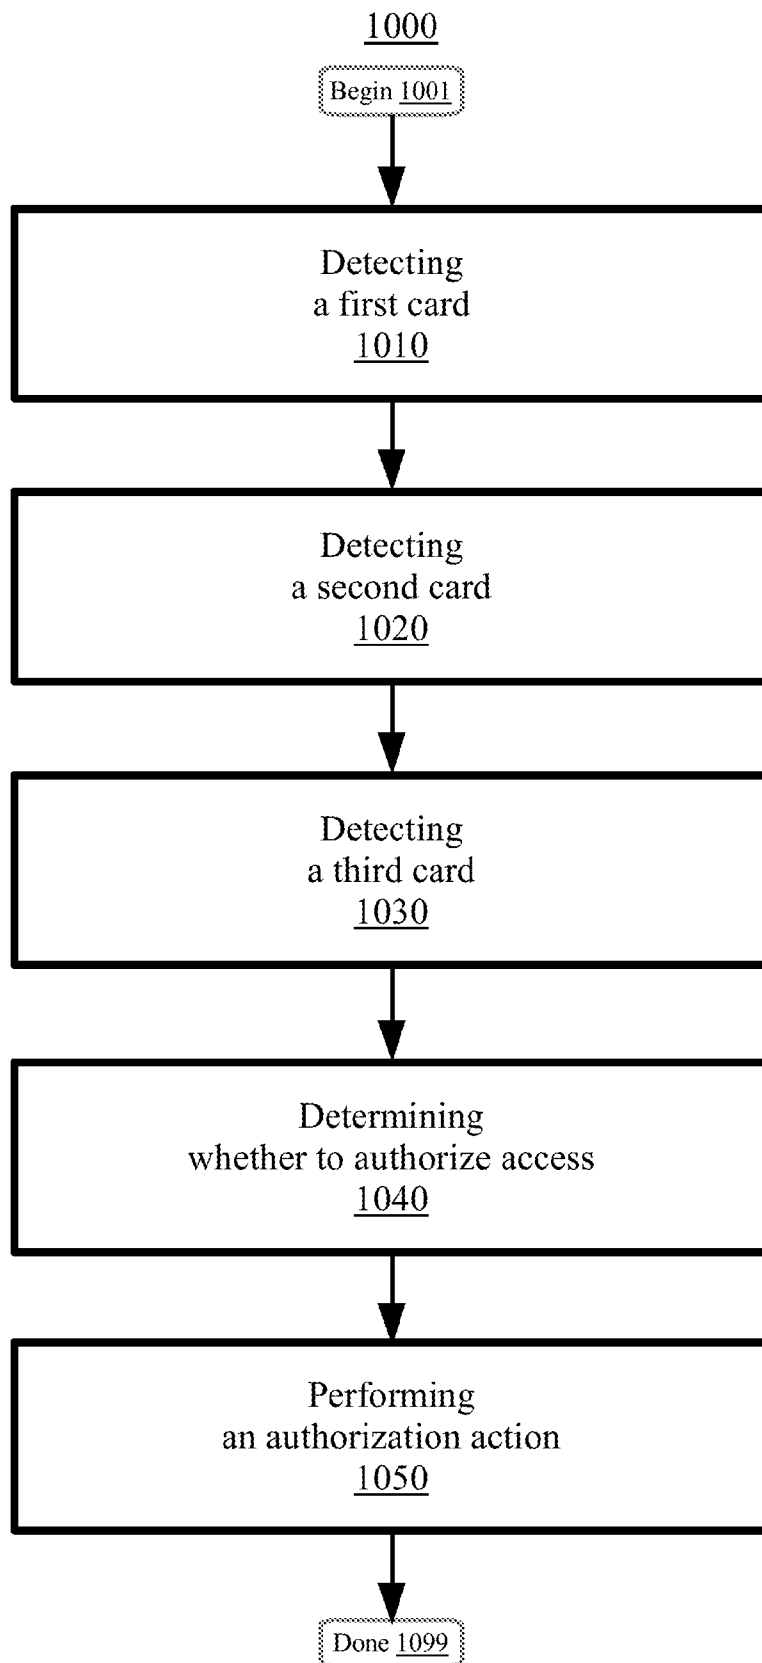 1000
Begin 1001
Detecting
a first card
1010
Detecting
a second card
1020
Detecting
a third card
1030
Determining
whether to authorize access
1040
Performing
an authorization action
1050
Done 1099